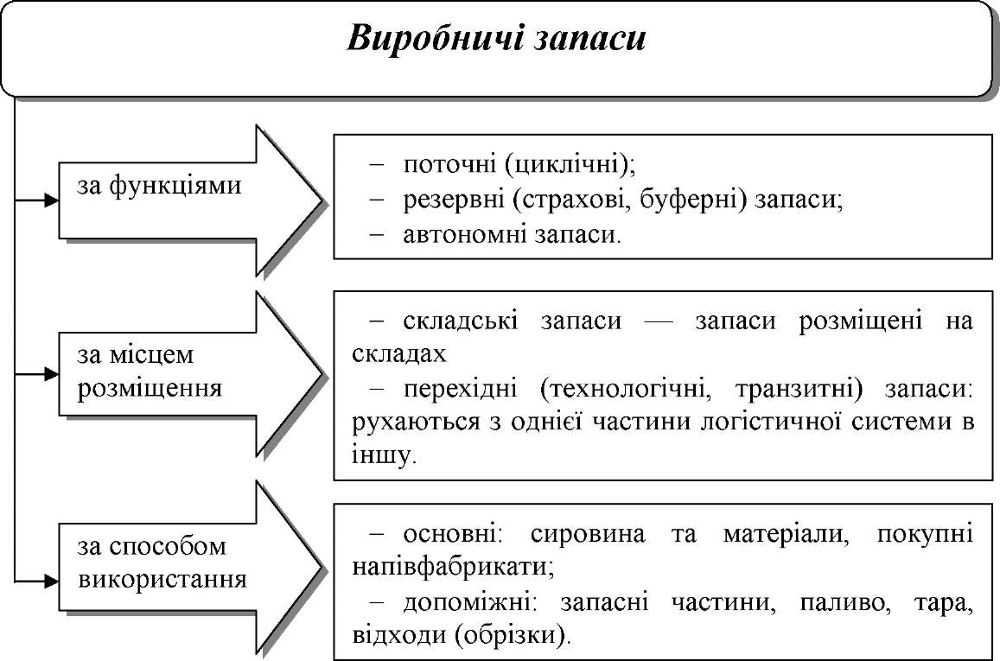 Виробничі запаси
за функціями
– поточні (циклічні);
– резервні (страхові, буферні) запаси;
– автономні запаси.
за місцем
розміщення
– складські запаси — запаси розміщені на
складах
– перехідні (технологічні, транзитні) запаси:
рухаються з однієї частини логістичної системи в
іншу.
за способом
використання
– основні: сировина та матеріали, покупні
напівфабрикати;
– допоміжні: запасні частини, паливо, тара,
відходи (обрізки).